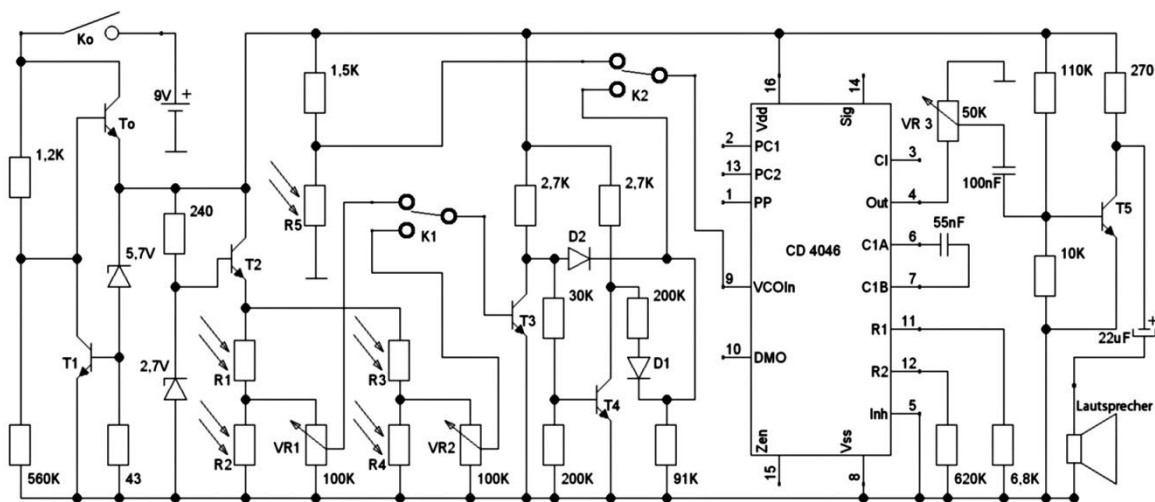 Ko
9V
+
To
1,2K
240
5,7V
T1
2,7V
560K
43
T2
R1
R2
VR1
100K
R3
R4
VR2
100K
1,5K
R5
K1
K2
2,7K
2,7K
D2
T3
30K
200K
D1
T4
200K
91K
16
14
Vdd
Sig
2
PC1
13
PC2
1
PP
CI
3
Out
4
CD 4046
C1A
6
9
VCOIn
C1B
7
R1
11
10
DMO
R2
12
Inh
5
Zen
Vss
15
8
VR 3
50K
100nF
55nF
110K
270
T5
10K
+
22uF
Lautsprecher
620K
6,8K